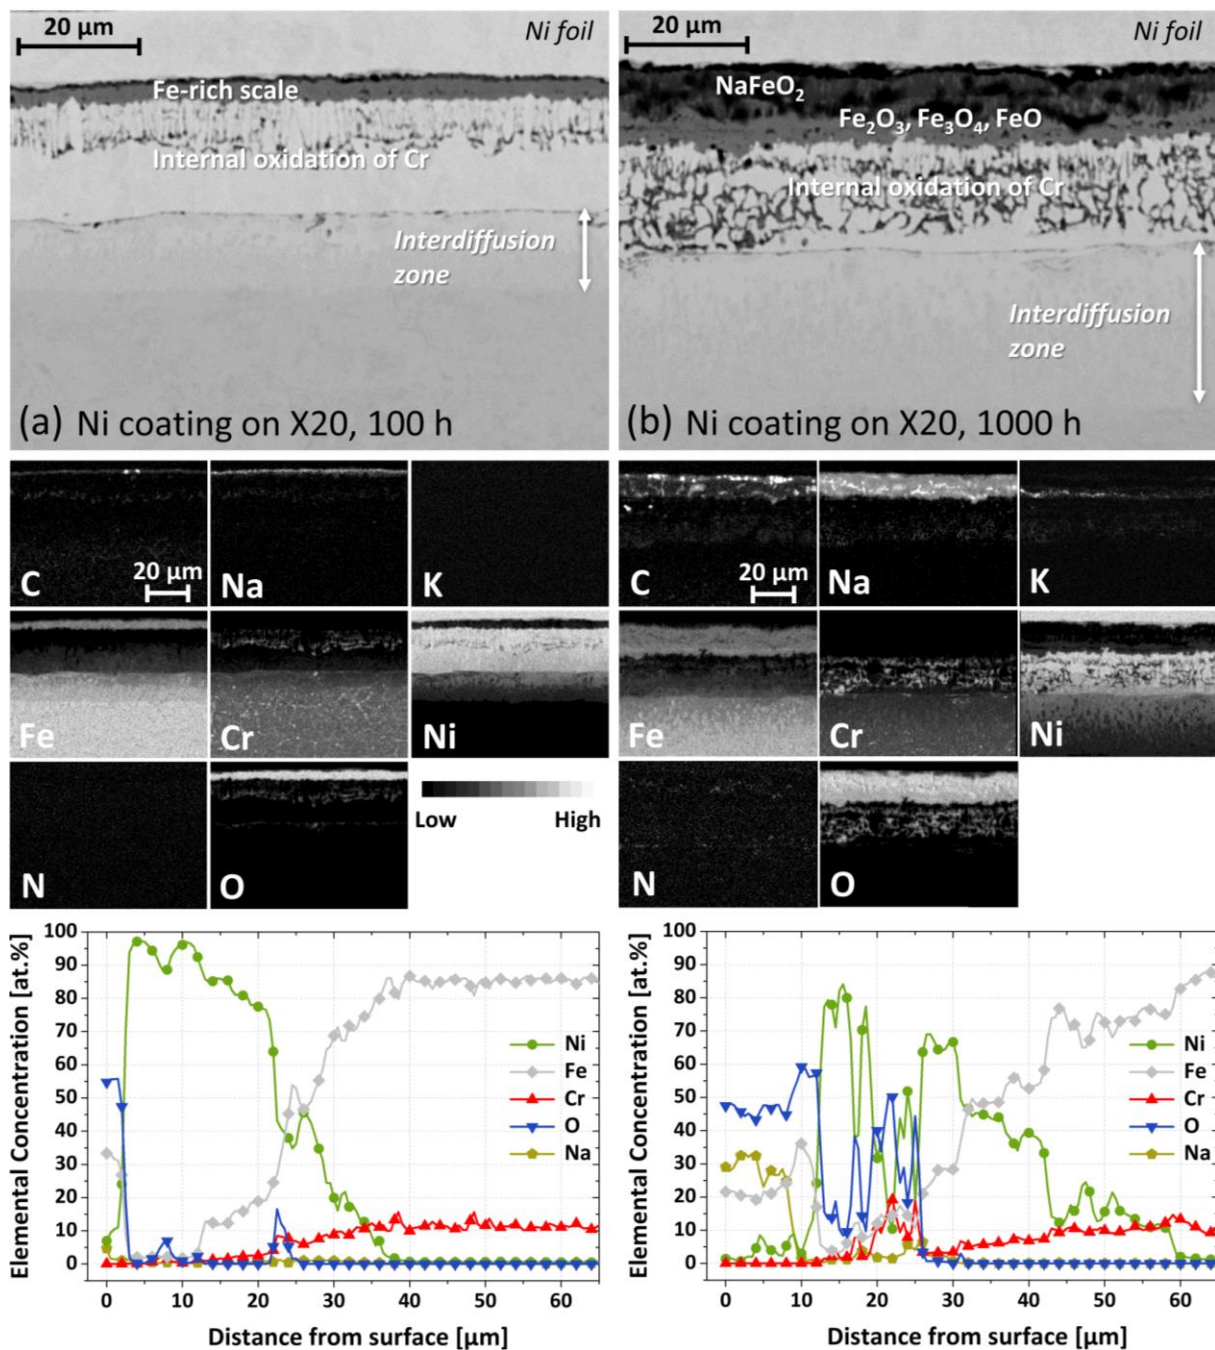 20 µm
Ni foil
Fe-rich scale
Internal oxidation of Cr
Interdiffusion
zone
(a) Ni coating on X20, 100 h
20 µm
Ni foil
NaFeO2
Fe2O3, Fe3O4, FeO
Internal oxidation of Cr
Interdiffusion
zone
(b) Ni coating on X20, 1000 h
C
20 µm
Na
K
Fe
Cr
Ni
N
O
Low High
C
20 µm
Na
K
Fe
Cr
Ni
N
O
Elemental Concentration [at.%]
100
90
80
70
60
50
40
30
20
10
0
Ni
Fe
Cr
O
Na
0 10 20 30 40 50 60
Distance from surface [µm]
Elemental Concentration [at.%]
100
90
80
70
60
50
40
30
20
10
0
Ni
Fe
Cr
O
Na
0 10 20 30 40 50 60
Distance from surface [µm]